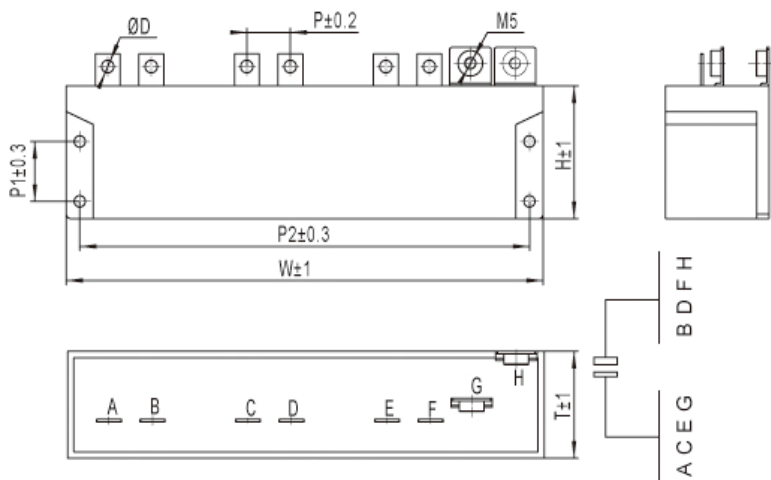 ØD
P±0.2
M5
P1±0.3
H±1
P2±0.3
W±1
A B C D E F G H
T±1
B D F H
A C E G